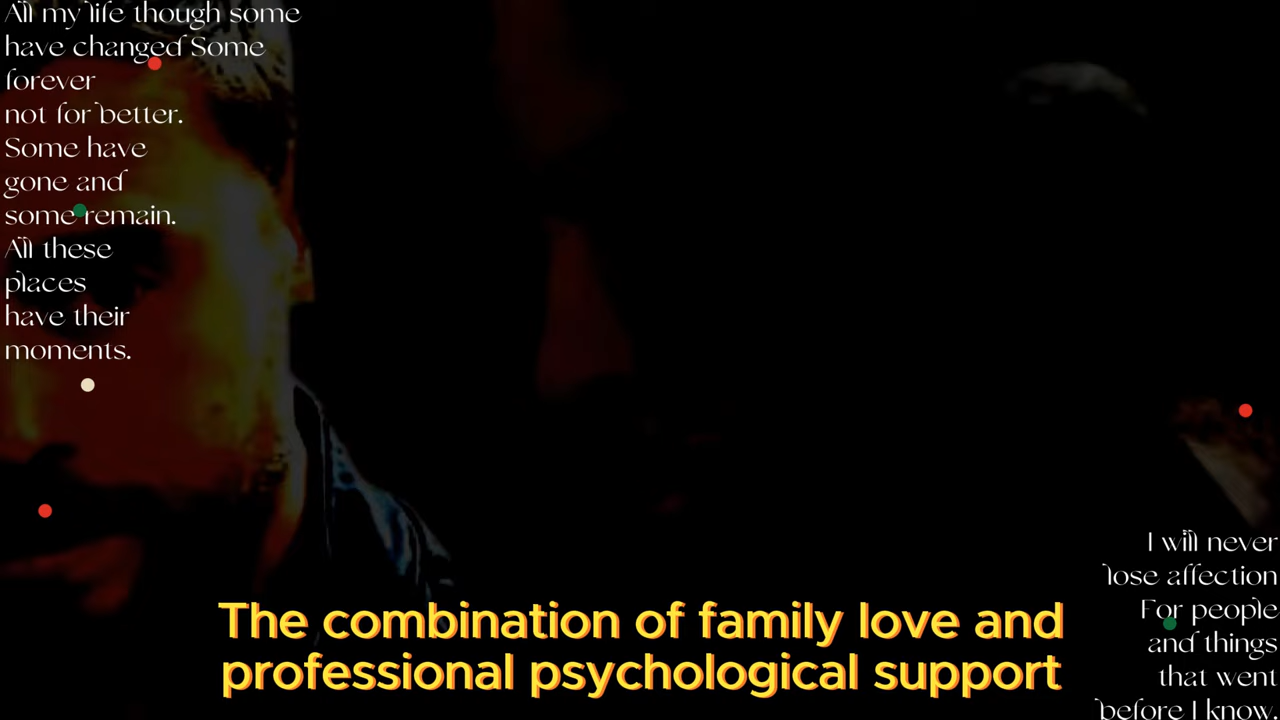 All my life though some
have changed Some
forever
not for better.
Some have
gone and
some remain.
All these
places
have their
moments.
I will never
lose affection
For people
and things
that went
before I know.
The combination of family love and
professional psychological support